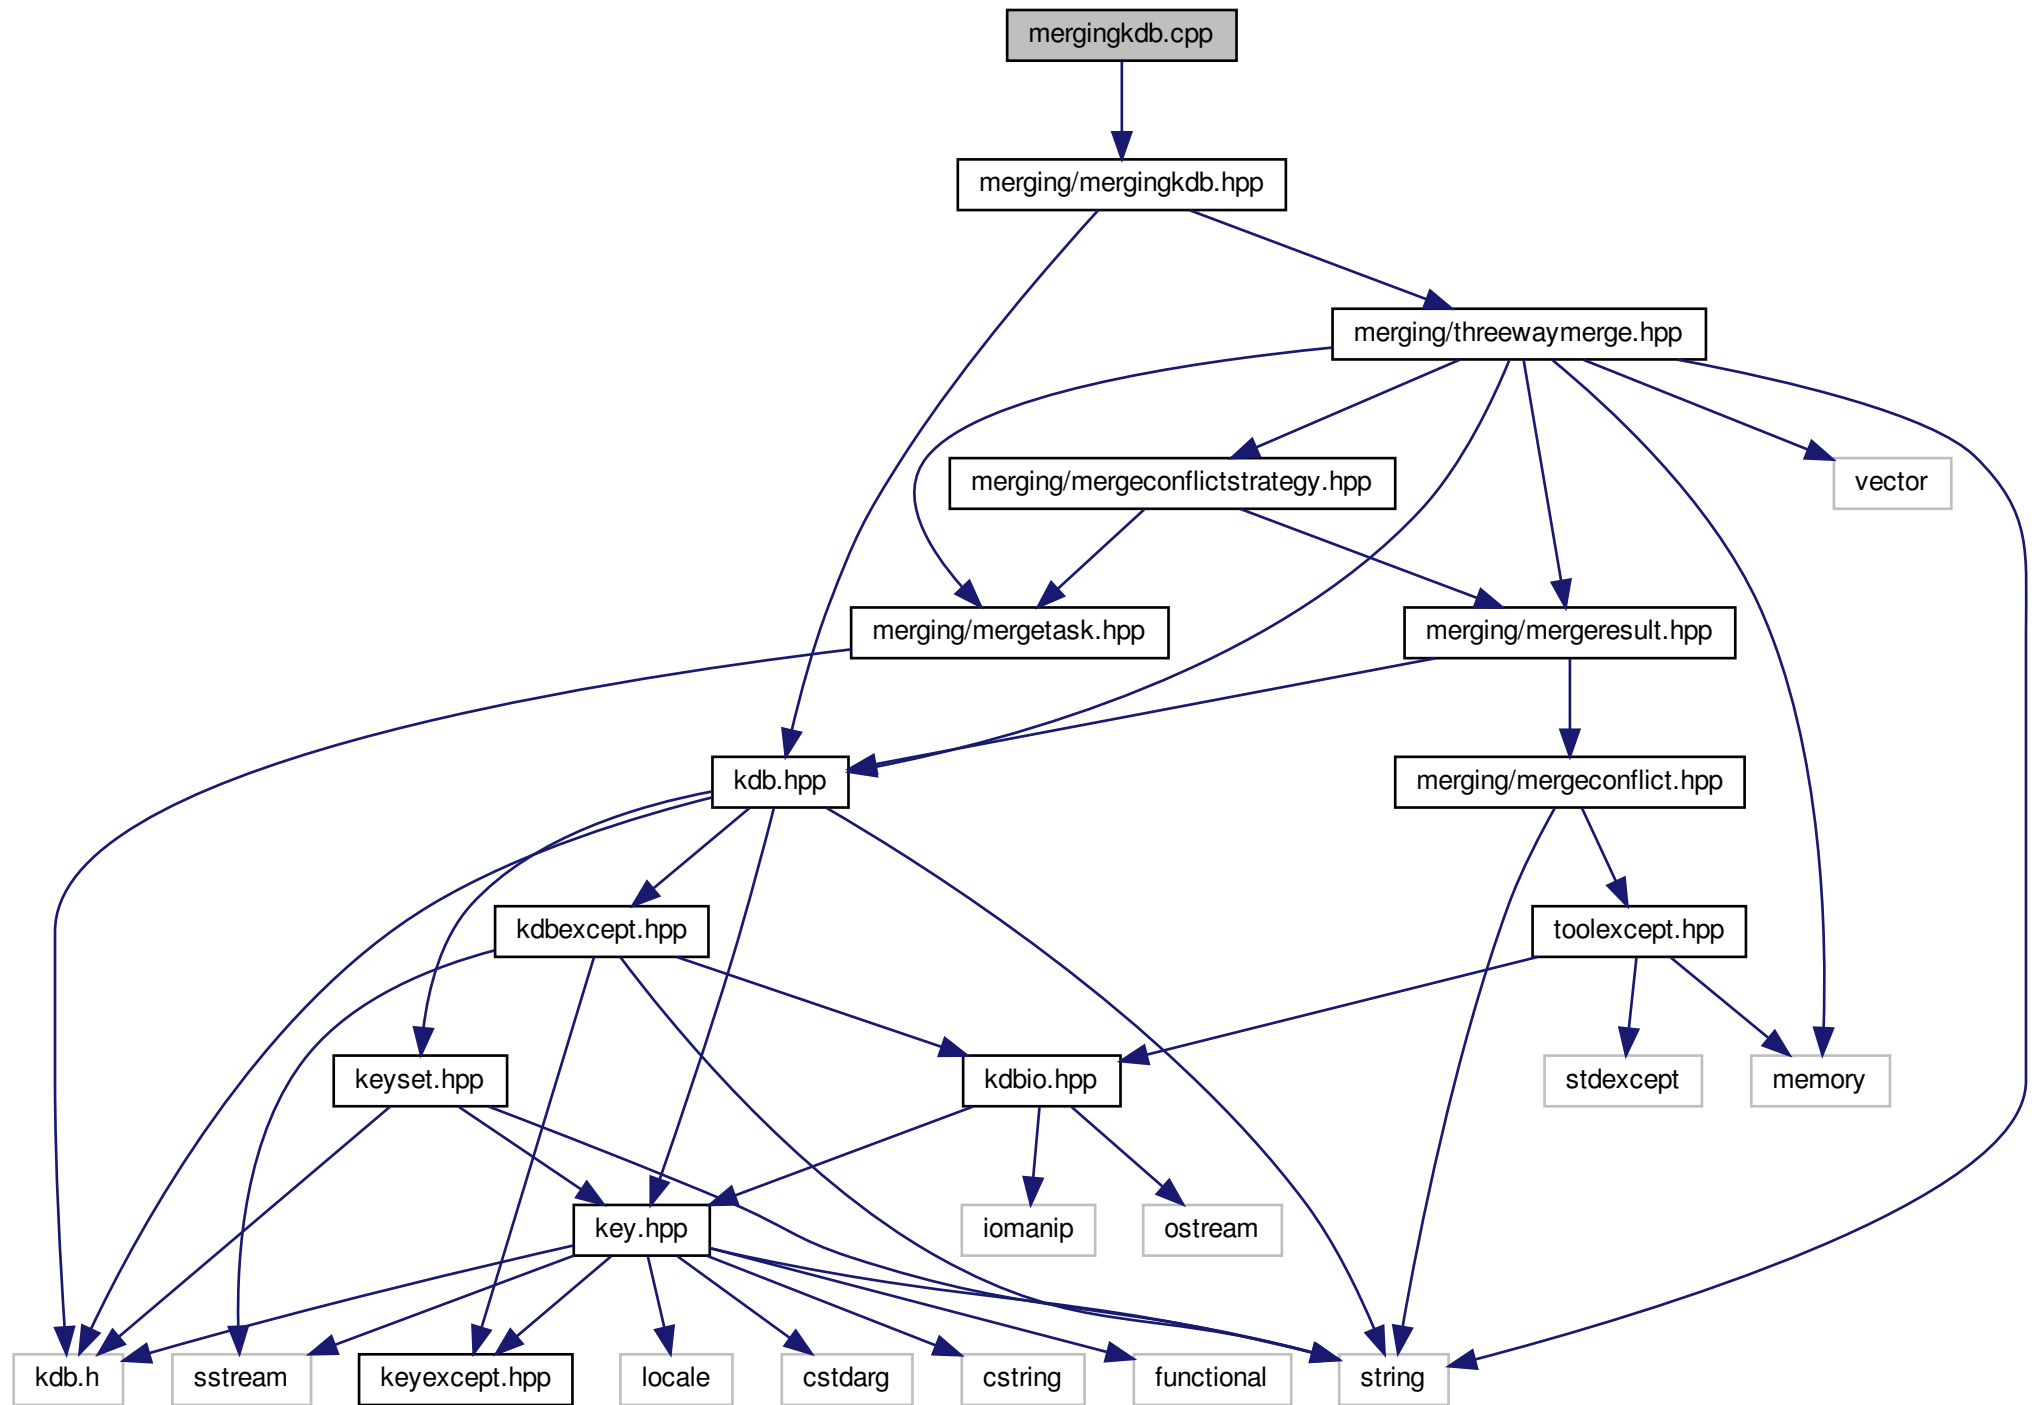 mergingkdb.cpp
merging/mergingkdb.hpp
merging/threewaymerge.hpp
merging/mergeconflictstrategy.hpp
vector
merging/mergetask.hpp
merging/mergeresult.hpp
kdb.hpp
merging/mergeconflict.hpp
kdbexcept.hpp
toolexcept.hpp
keyset.hpp
kdbio.hpp
stdexcept
memory
key.hpp
iomanip
ostream
kdb.h
sstream
keyexcept.hpp
locale
cstdarg
cstring
functional
string